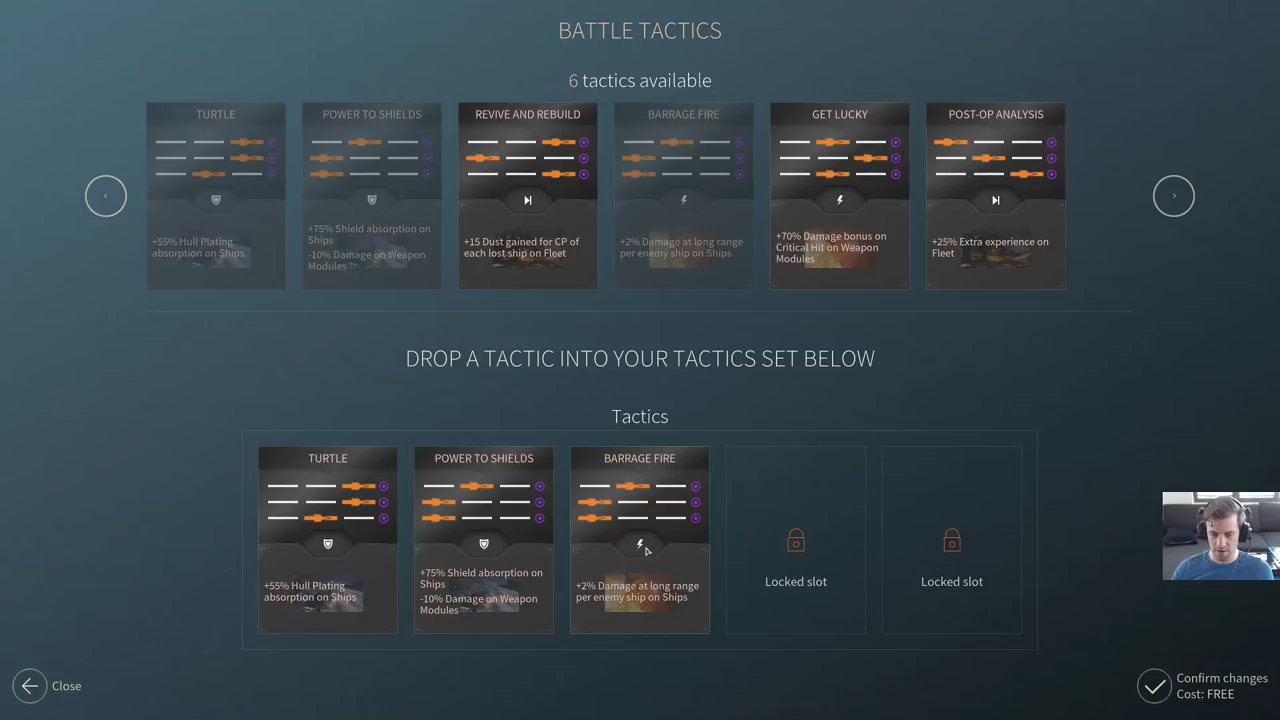 BATTLE TACTICS
6 tactics available
TURTLE
+55% Hull Plating
absorption on Ships
POWER TO SHIELDS
+75% Shield absorption on
Ships
-10% Damage on Weapon
Modules
REVIVE AND REBUILD
+15 Dust gained for CP of
each lost ship on Fleet
BARRAGE FIRE
+2% Damage at long range
per enemy ship on Ships
GET LUCKY
+70% Damage bonus on
Critical Hit on Weapon
Modules
POST-OP ANALYSIS
+25% Extra experience on
Fleet
DROP A TACTIC INTO YOUR TACTICS SET BELOW
Tactics
TURTLE
+55% Hull Plating
absorption on Ships
POWER TO SHIELDS
+75% Shield absorption on
Ships
-10% Damage on Weapon
Modules
BARRAGE FIRE
+2% Damage at long range
per enemy ship on Ships
Locked slot
Locked slot
Close
Confirm changes
Cost: FREE